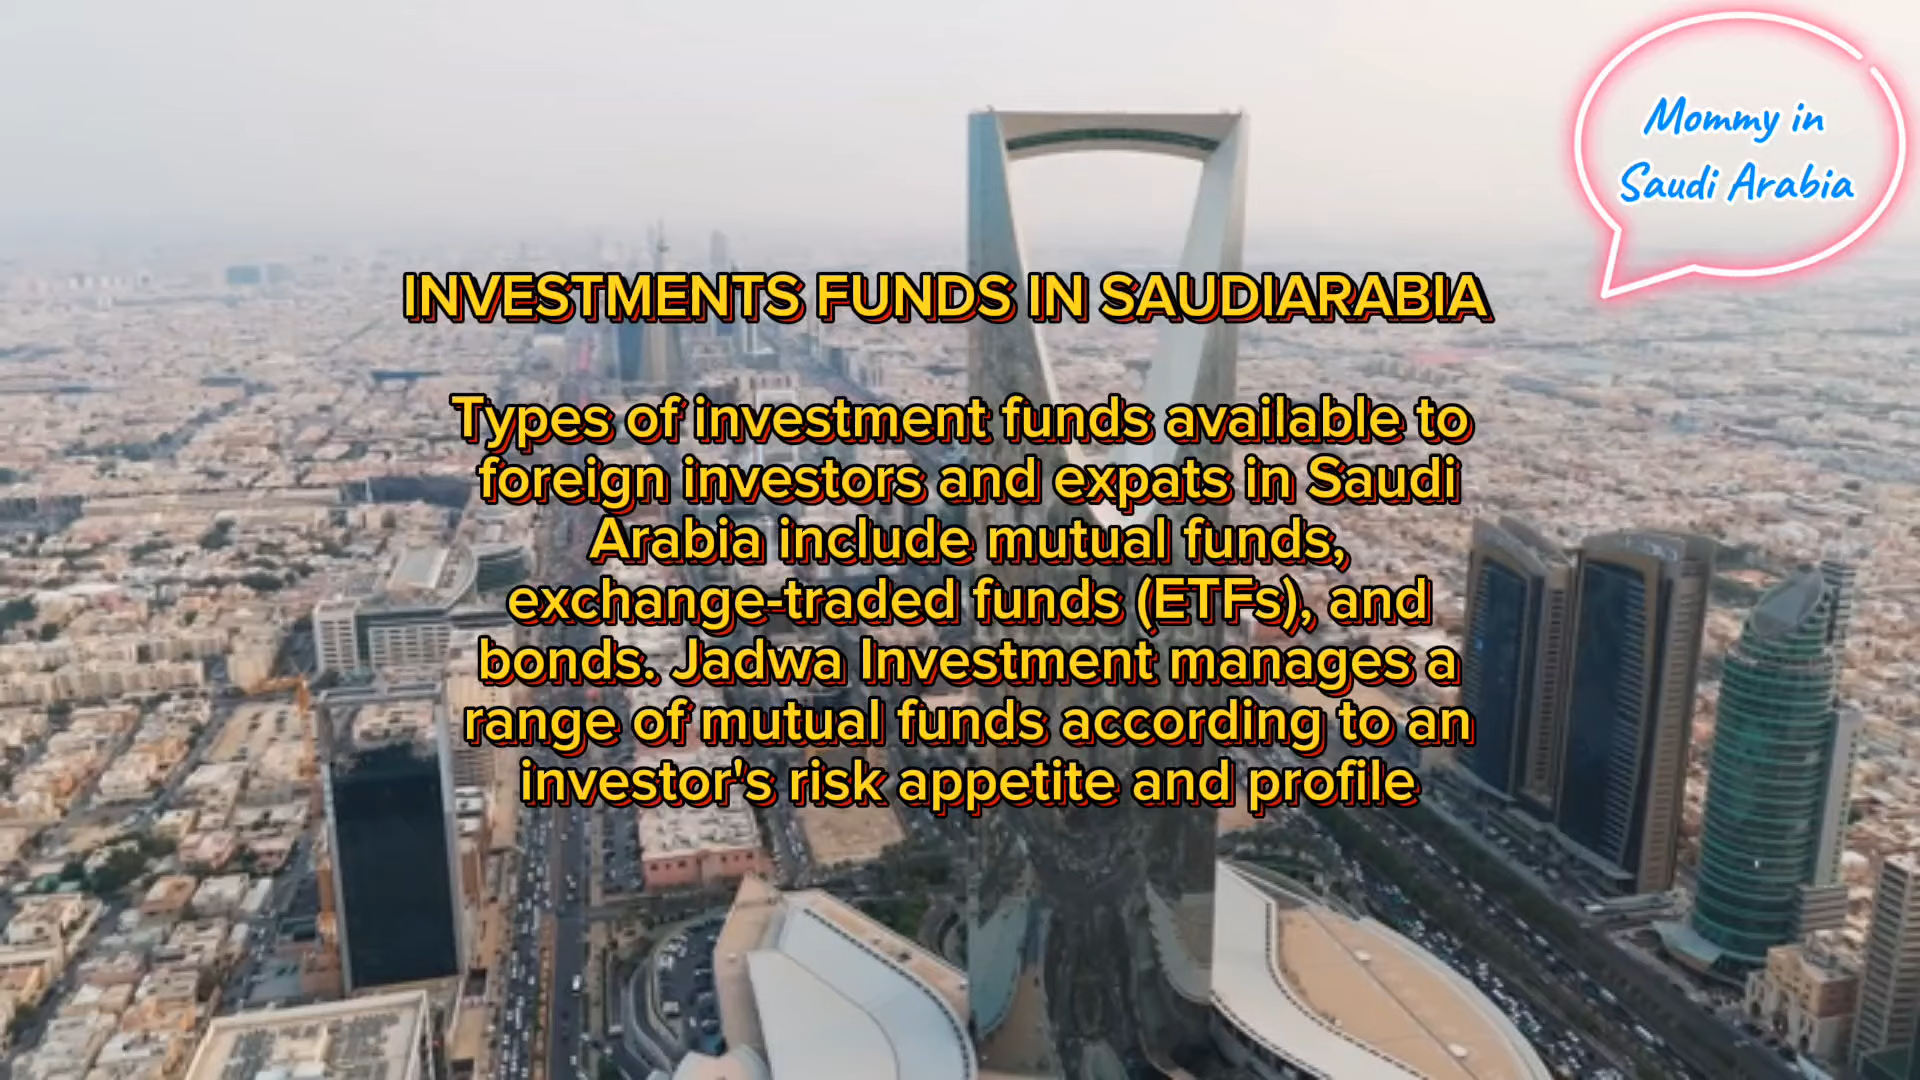 Mommy in
Saudi Arabia
INVESTMENTS FUNDS IN SAUDIARABIA
Types of investment funds available to
foreign investors and expats in Saudi
Arabia include mutual funds,
exchange-traded funds (ETFs), and
bonds. Jadwa Investment manages a
range of mutual funds according to an
investor's risk appetite and profile